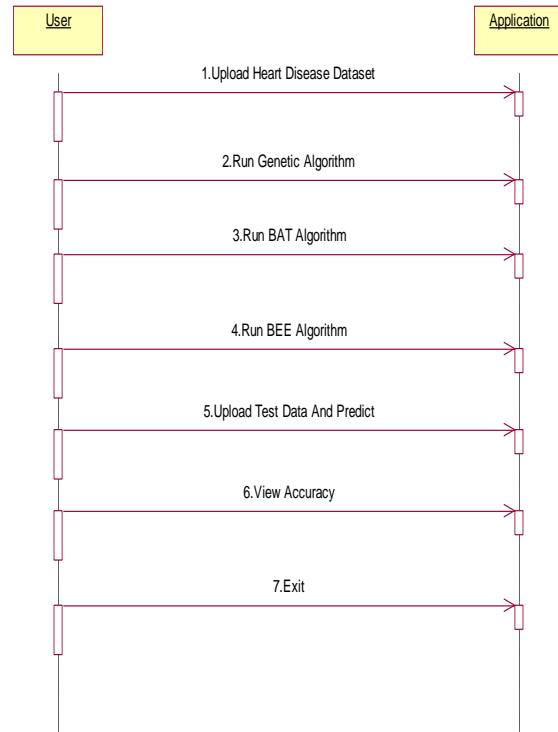 User
Application
1.Upload Heart Disease Dataset
2.Run Genetic Algorithm
3.Run BAT Algorithm
4.Run BEE Algorithm
5.Upload Test Data And Predict
6.View Accuracy
7.Exit